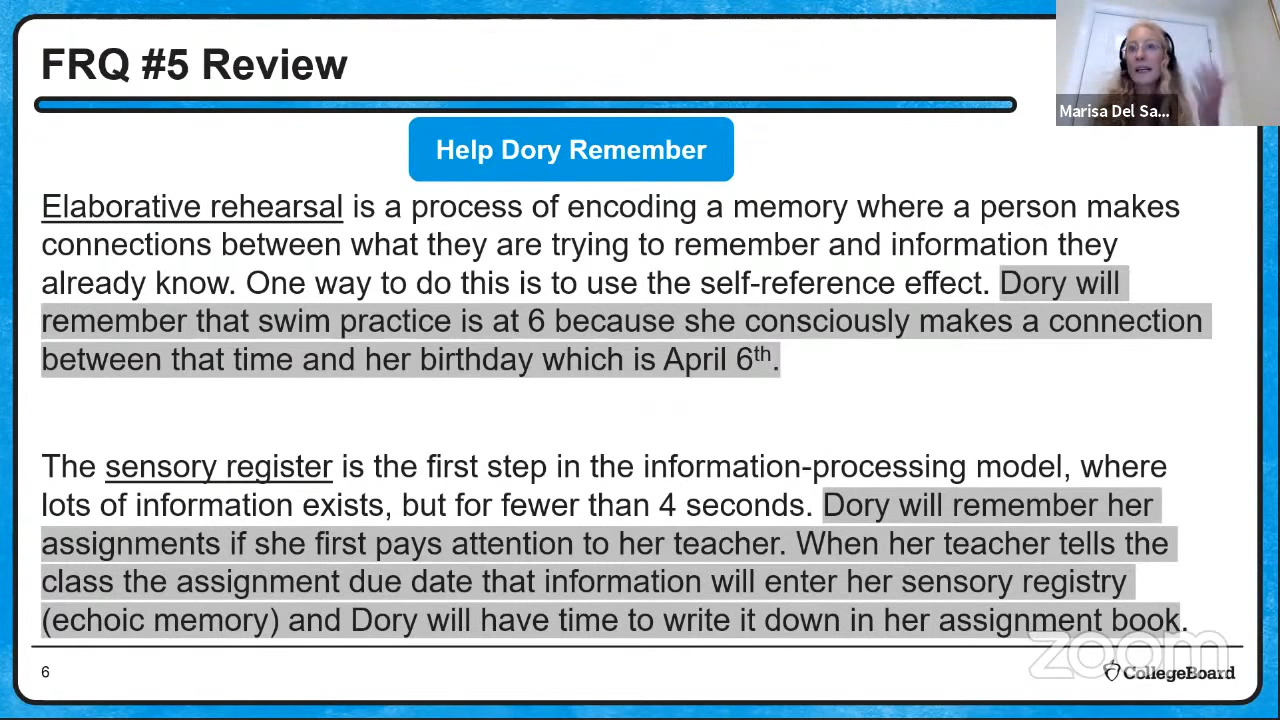 FRQ #5 Review
Marisa Del Sa...
Help Dory Remember
Elaborative rehearsal is a process of encoding a memory where a person makes
connections between what they are trying to remember and information they
already know. One way to do this is to use the self-reference effect. Dory will
remember that swim practice is at 6 because she consciously makes a connection
between that time and her birthday which is April 6th.
The sensory register is the first step in the information-processing model, where
lots of information exists, but for fewer than 4 seconds. Dory will remember her
assignments if she first pays attention to her teacher. When her teacher tells the
class the assignment due date that information will enter her sensory registry
(echoic memory) and Dory will have time to write it down in her assignment book.
zoom
6
CollegeBoard